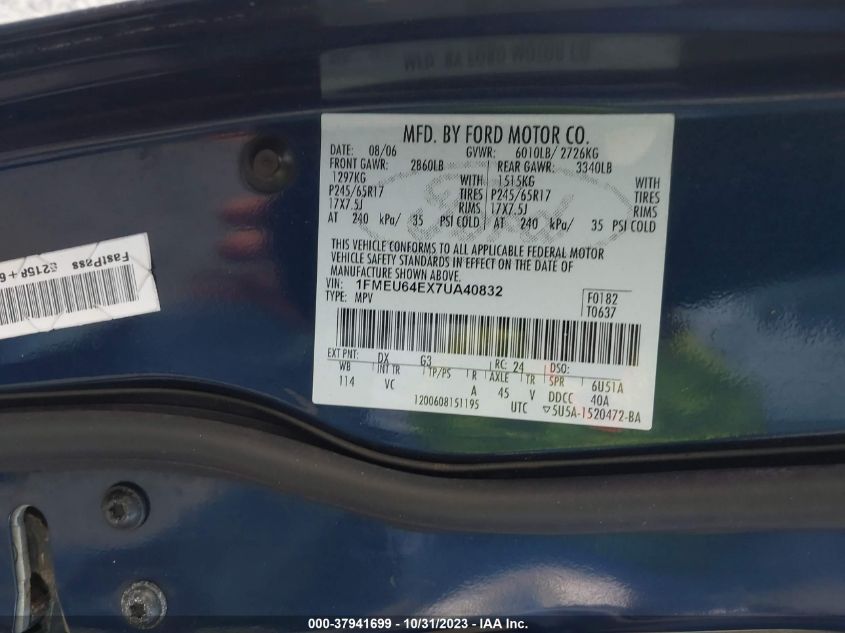 MFD. BY FORD MOTOR CO.
DATE: 08/06 GVWR: 6010LB/ 2726KG
FRONT GAWR: 2860LB REAR GAWR: 3340LB
1297KG WITH 1515KG WITH
P245/65R17 TIRES P245/65R17 TIRES
17X7.5J RIMS 17X7.5J RIMS
AT 240 kPa/ 35 PSI COLD AT 240 kPa/ 35 PSI COLD
THIS VEHICLE CONFORMS TO ALL APPLICABLE FEDERAL MOTOR
VEHICLE SAFETY STANDARDS IN EFFECT ON THE DATE OF
MANUFACTURE SHOWN ABOVE.
VIN: 1FMEU64EX7UA40832
TYPE: MPV
F0182
T0637
EXT PNT: DX G3 RC: 24 DSO:
WB INT TR TP/PS R AXLE TR SPR 6U51A
114 VC A 45 V DDCC 40A
1200608151195 UTC 5U5A-1520472-BA
FastPass
Ford
000-37941699 - 10/31/2023 - IAAI.com